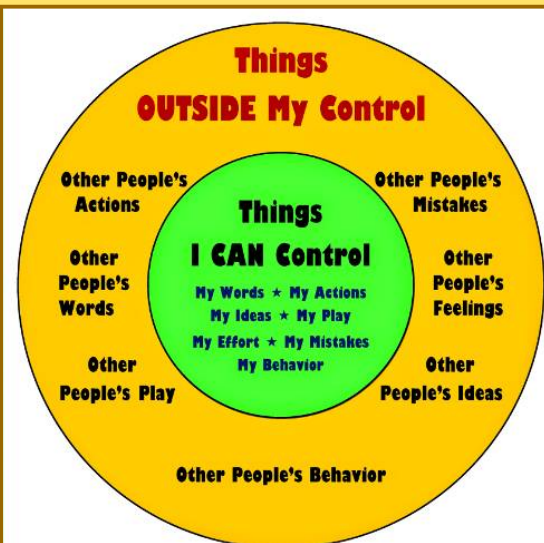 Things
OUTSIDE My Control
Other People's
Actions
Other
People's
Words
Other
People's Play
Things
I CAN Control
My Words ★ My Actions
My Ideas ★ My Play
My Effort ★ My Mistakes
My Behavior
Other People's
Mistakes
Other
People's
Feelings
Other
People's Ideas
Other People's Behavior